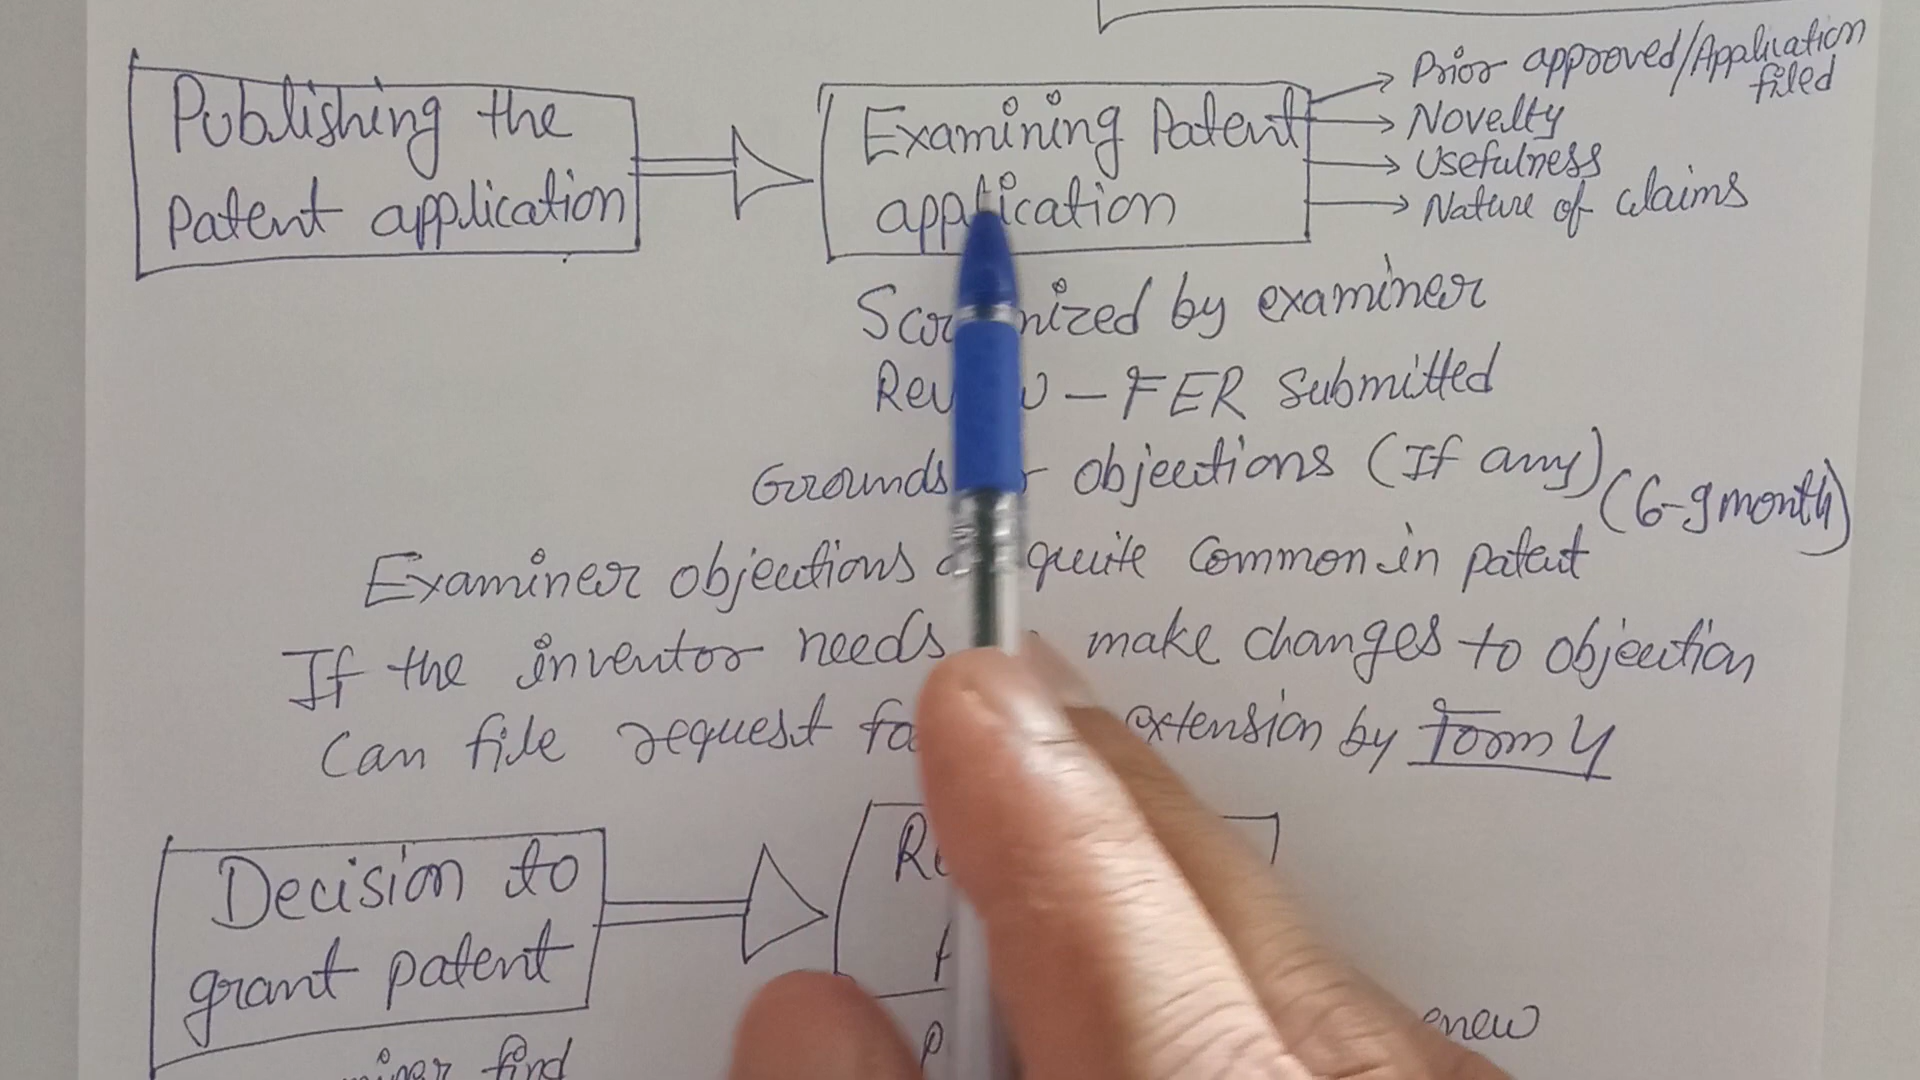 Publishing the
Patent application
Examining Patent
application
Prior approved/Application
filed
Novelty
Usefulness
Nature of claims
by examiner
– FER Submitted
Grounds objections (If any)
(6-9 month)
Examiner objections quite Common in patent
If the inventor needs make changes to objection
Can file request extension by Form 4
Decision to
grant patent
find